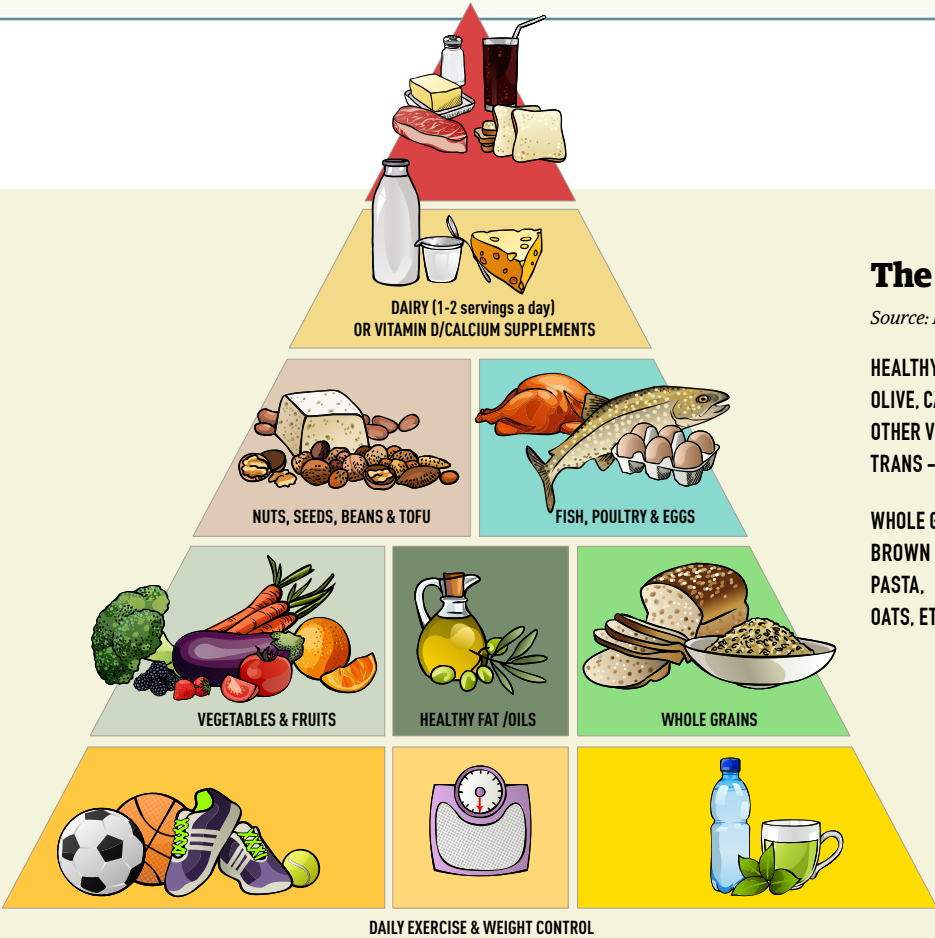 DAIRY (1-2 servings a day)
OR VITAMIN D/CALCIUM SUPPLEMENTS
NUTS, SEEDS, BEANS & TOFU
FISH, POULTRY & EGGS
VEGETABLES & FRUITS
HEALTHY FAT /OILS
WHOLE GRAINS
DAILY EXERCISE & WEIGHT CONTROL
The
Source:
HEALTHY
OLIVE,
OTHER
TRANS –
WHOLE
BROWN
PASTA,
OATS,